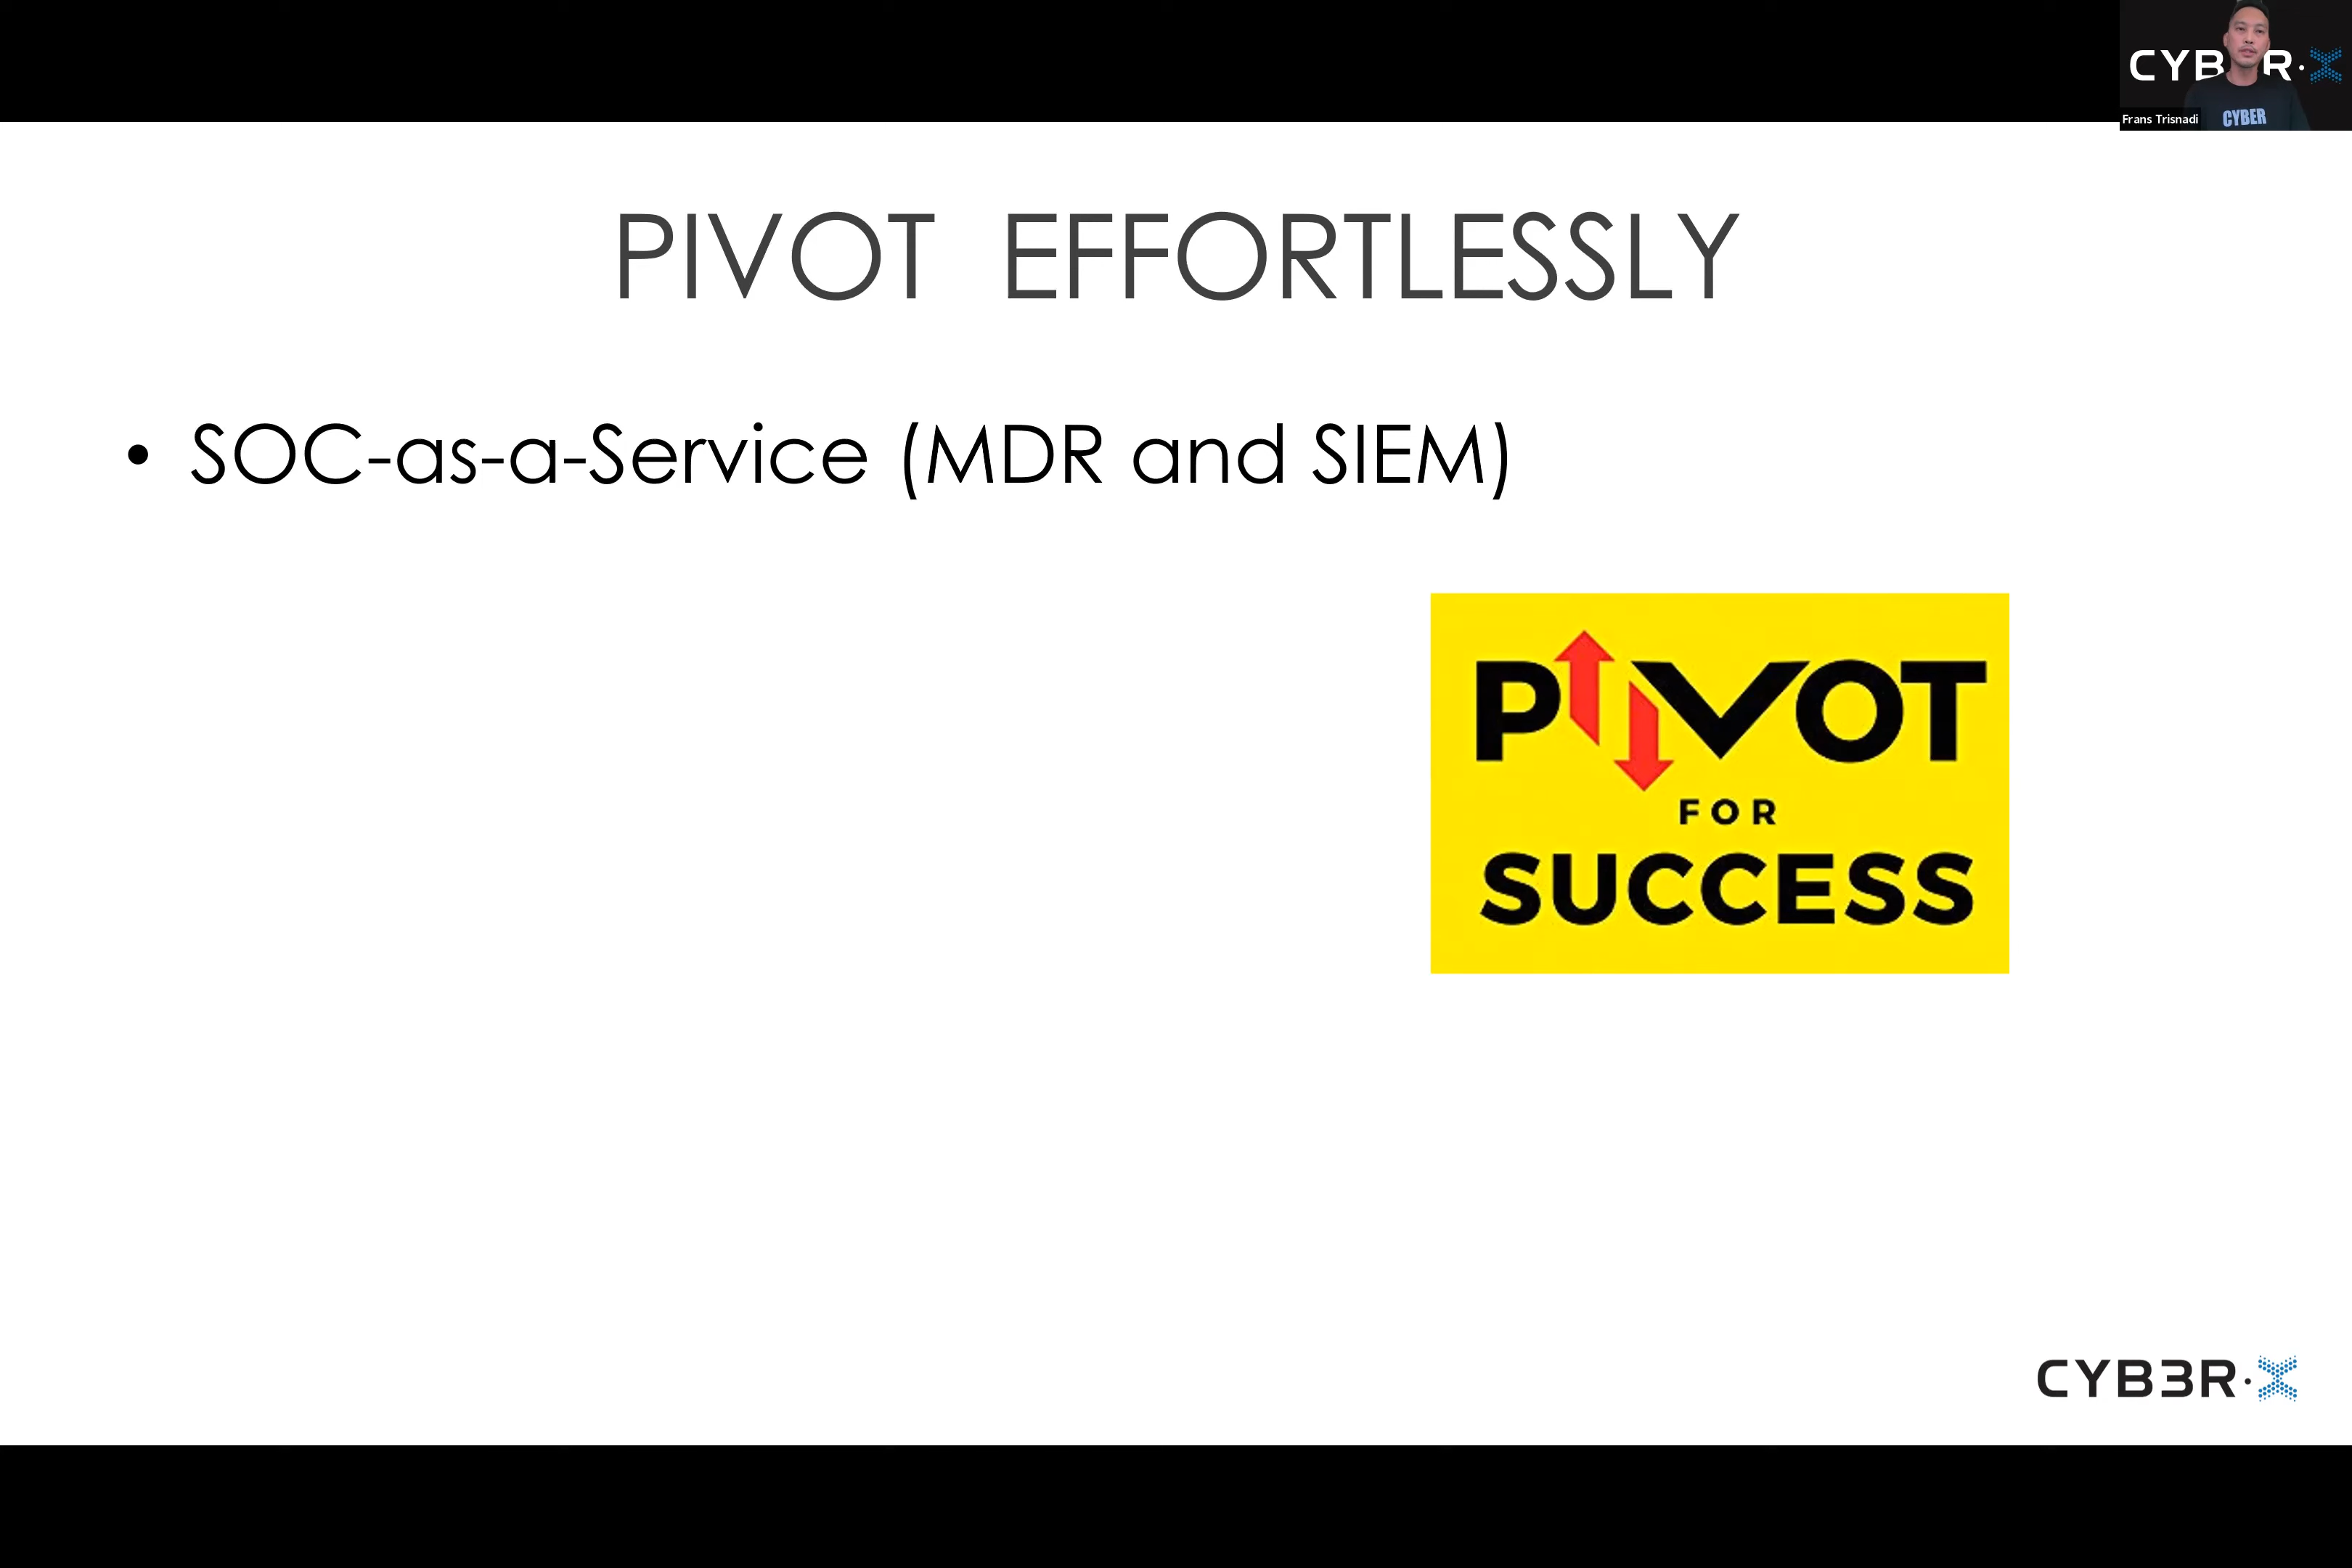 CYB R·X
Frans Trisnadi
CYBER
PIVOT EFFORTLESSLY
• SOC-as-a-Service (MDR and SIEM)
PIVOT
FOR
SUCCESS
CYB3R·X